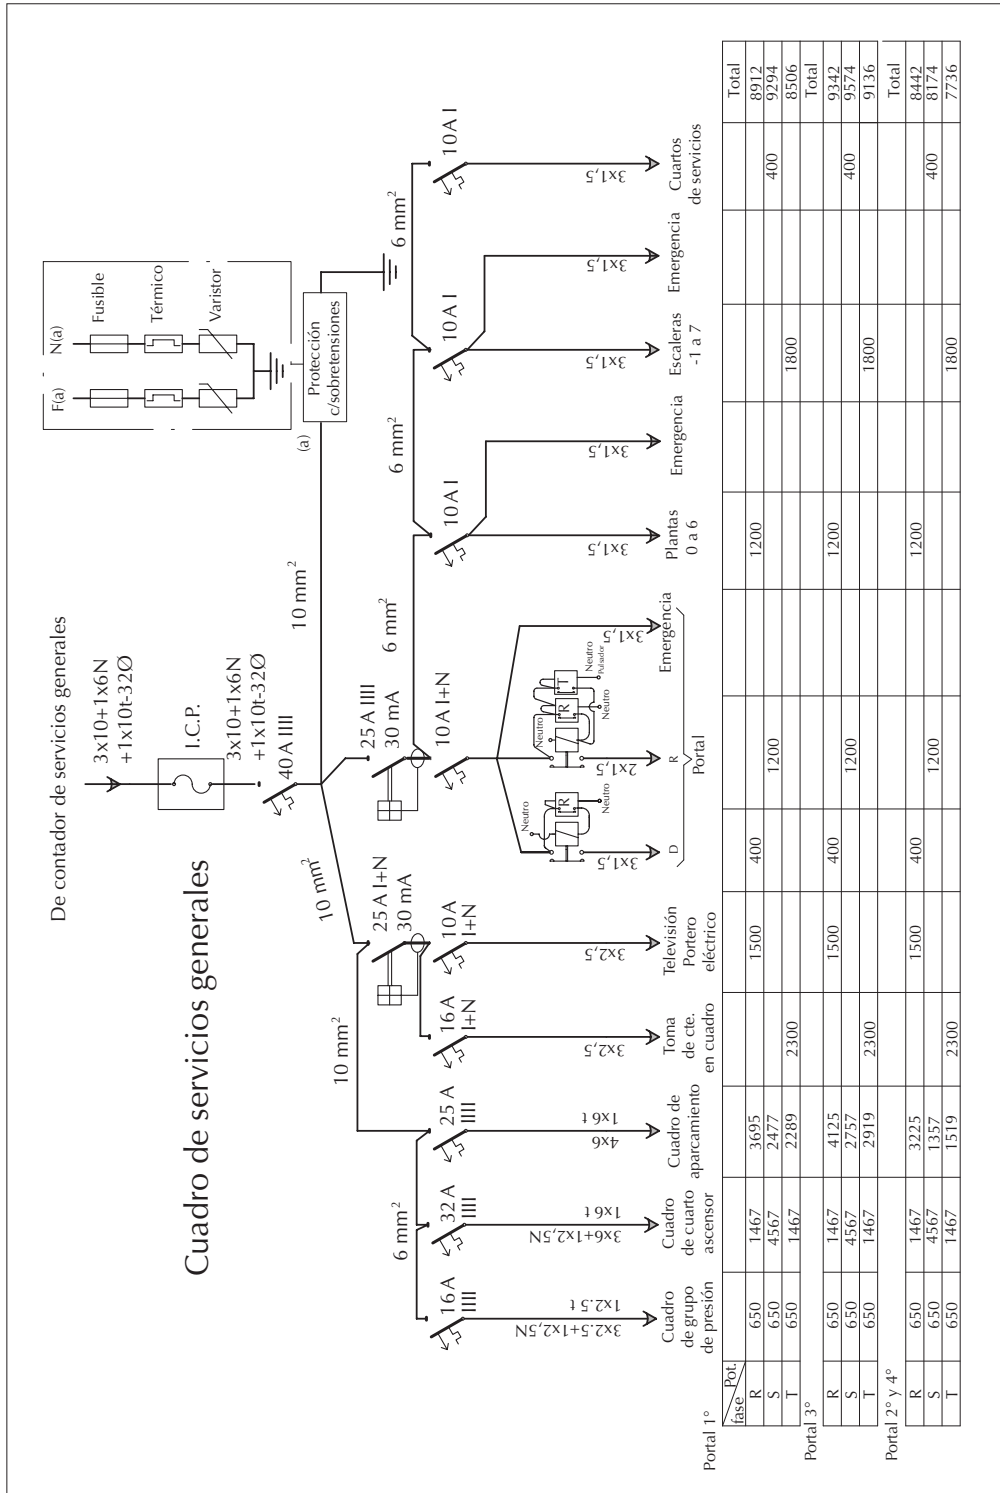 De contador de servicios generales
Cuadro de servicios generales
3x10+1x6N
+1x10t-32Ø
I.C.P.
3x10+1x6N
+1x10t-32Ø
40 A IIII
F(a)
N(a)
Fusible
Térmico
Varistor
(a)
Protección
c/sobretensiones
10 mm²
10 mm²
10 mm²
25 A I+N
30 mA
25 A IIII
30 mA
6 mm²
6 mm²
6 mm²
6 mm²
16 A
IIII
32 A
IIII
25 A
IIII
16 A
I+N
10 A
I+N
10 A I+N
10 A I
10 A I
10 A I
3x2.5+1x2,5N
1x2.5 t
3x6+1x2,5N
1x6 t
4x6
1x6 t
3x2,5
3x2,5
3x1,5
2x1,5
3x1,5
3x1,5
3x1,5
3x1,5
3x1,5
3x1,5
Neutro
R
Neutro
Neutro
R
Neutro
T
Neutro
Pulsador
Cuadro
de grupo
de presión
Cuadro
de cuarto
ascensor
Cuadro de
aparcamiento
Toma
de cte.
en cuadro
Televisión
Portero
eléctrico
D
R
Portal
Emergencia
Plantas
0 a 6
Emergencia
Escaleras
-1 a 7
Emergencia
Cuartos
de servicios
Portal 1°
Pot.
fase
Total
R 650 1467 3695 1500 400 1200 8912
S 650 4567 2477 1200 400 9294
T 650 1467 2289 2300 1800 8506
Portal 3° Total
R 650 1467 4125 1500 400 1200 9342
S 650 4567 2757 1200 400 9574
T 650 1467 2919 2300 1800 9136
Portal 2° y 4° Total
R 650 1467 3225 1500 400 1200 8442
S 650 4567 1357 1200 400 8174
T 650 1467 1519 2300 1800 7736